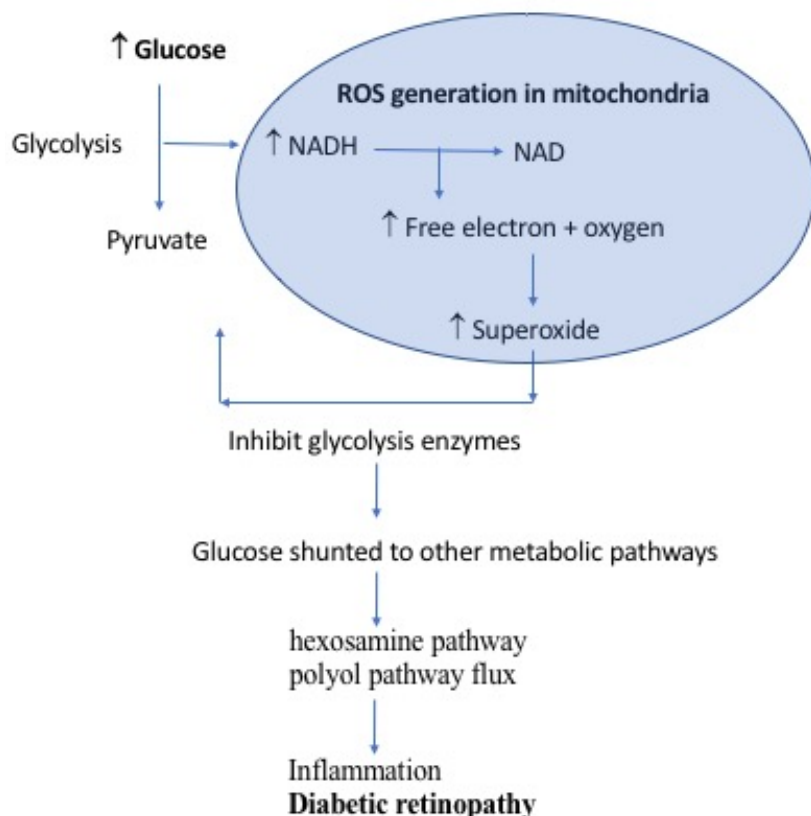 ↑ Glucose
ROS generation in mitochondria
Glycolysis
↑ NADH
NAD
Pyruvate
↑ Free electron + oxygen
↑ Superoxide
Inhibit glycolysis enzymes
Glucose shunted to other metabolic pathways
hexosamine pathway
polyol pathway flux
Inflammation
Diabetic retinopathy